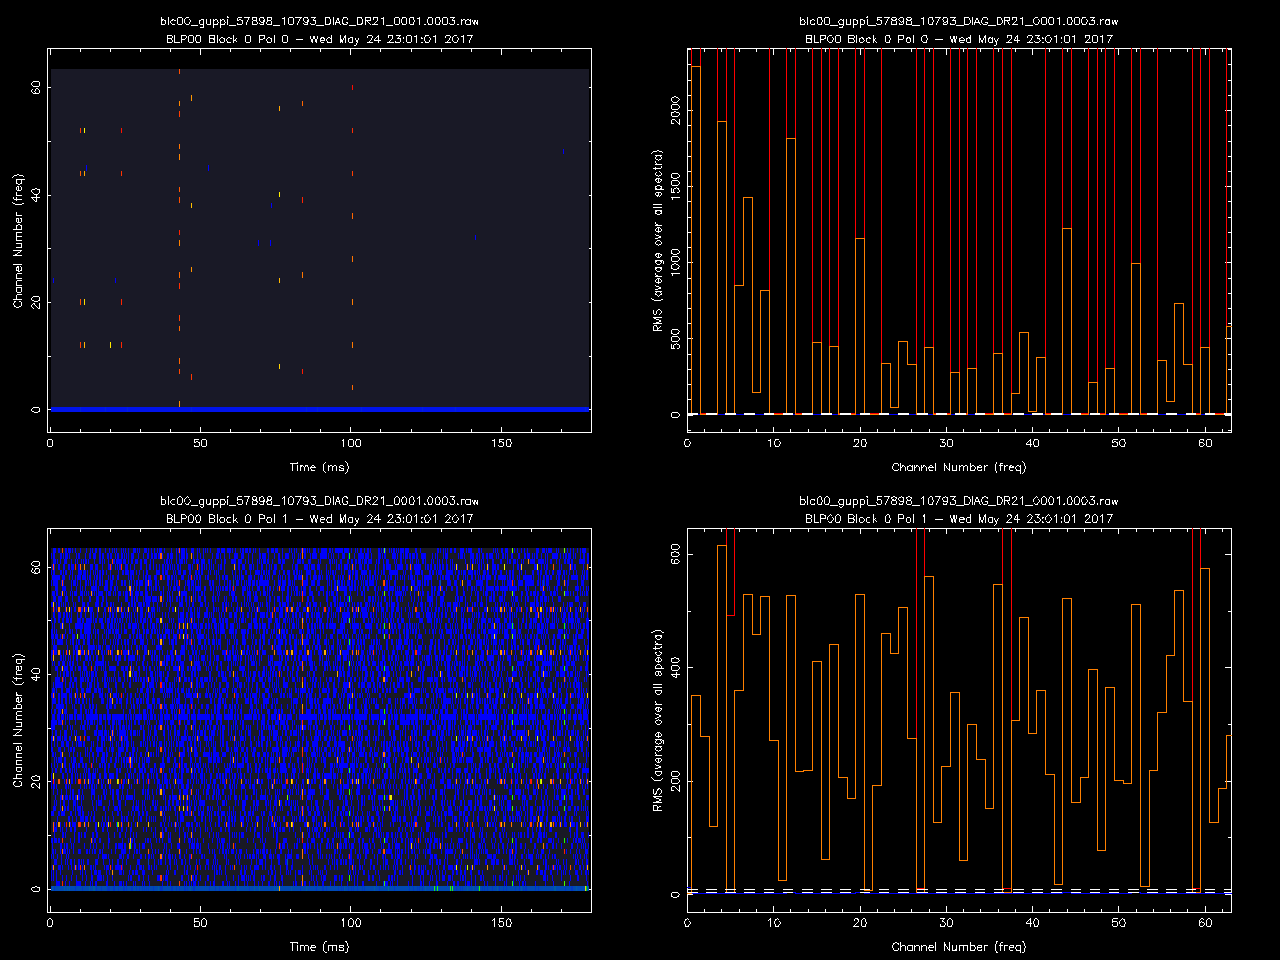 blc00_guppi_57898_10793_DIAG_DR21_0001.0003.raw
BLP00 Block 0 Pol 0 – Wed May 24 23:01:01 2017
Channel Number (freq)
60
40
20
0
0 50 100 150
Time (ms)
blc00_guppi_57898_10793_DIAG_DR21_0001.0003.raw
BLP00 Block 0 Pol 0 – Wed May 24 23:01:01 2017
RMS (average over all spectra)
2000
1500
1000
500
0
0 10 20 30 40 50 60
Channel Number (freq)
blc00_guppi_57898_10793_DIAG_DR21_0001.0003.raw
BLP00 Block 0 Pol 1 – Wed May 24 23:01:01 2017
Channel Number (freq)
60
40
20
0
0 50 100 150
Time (ms)
blc00_guppi_57898_10793_DIAG_DR21_0001.0003.raw
BLP00 Block 0 Pol 1 – Wed May 24 23:01:01 2017
RMS (average over all spectra)
600
400
200
0
0 10 20 30 40 50 60
Channel Number (freq)